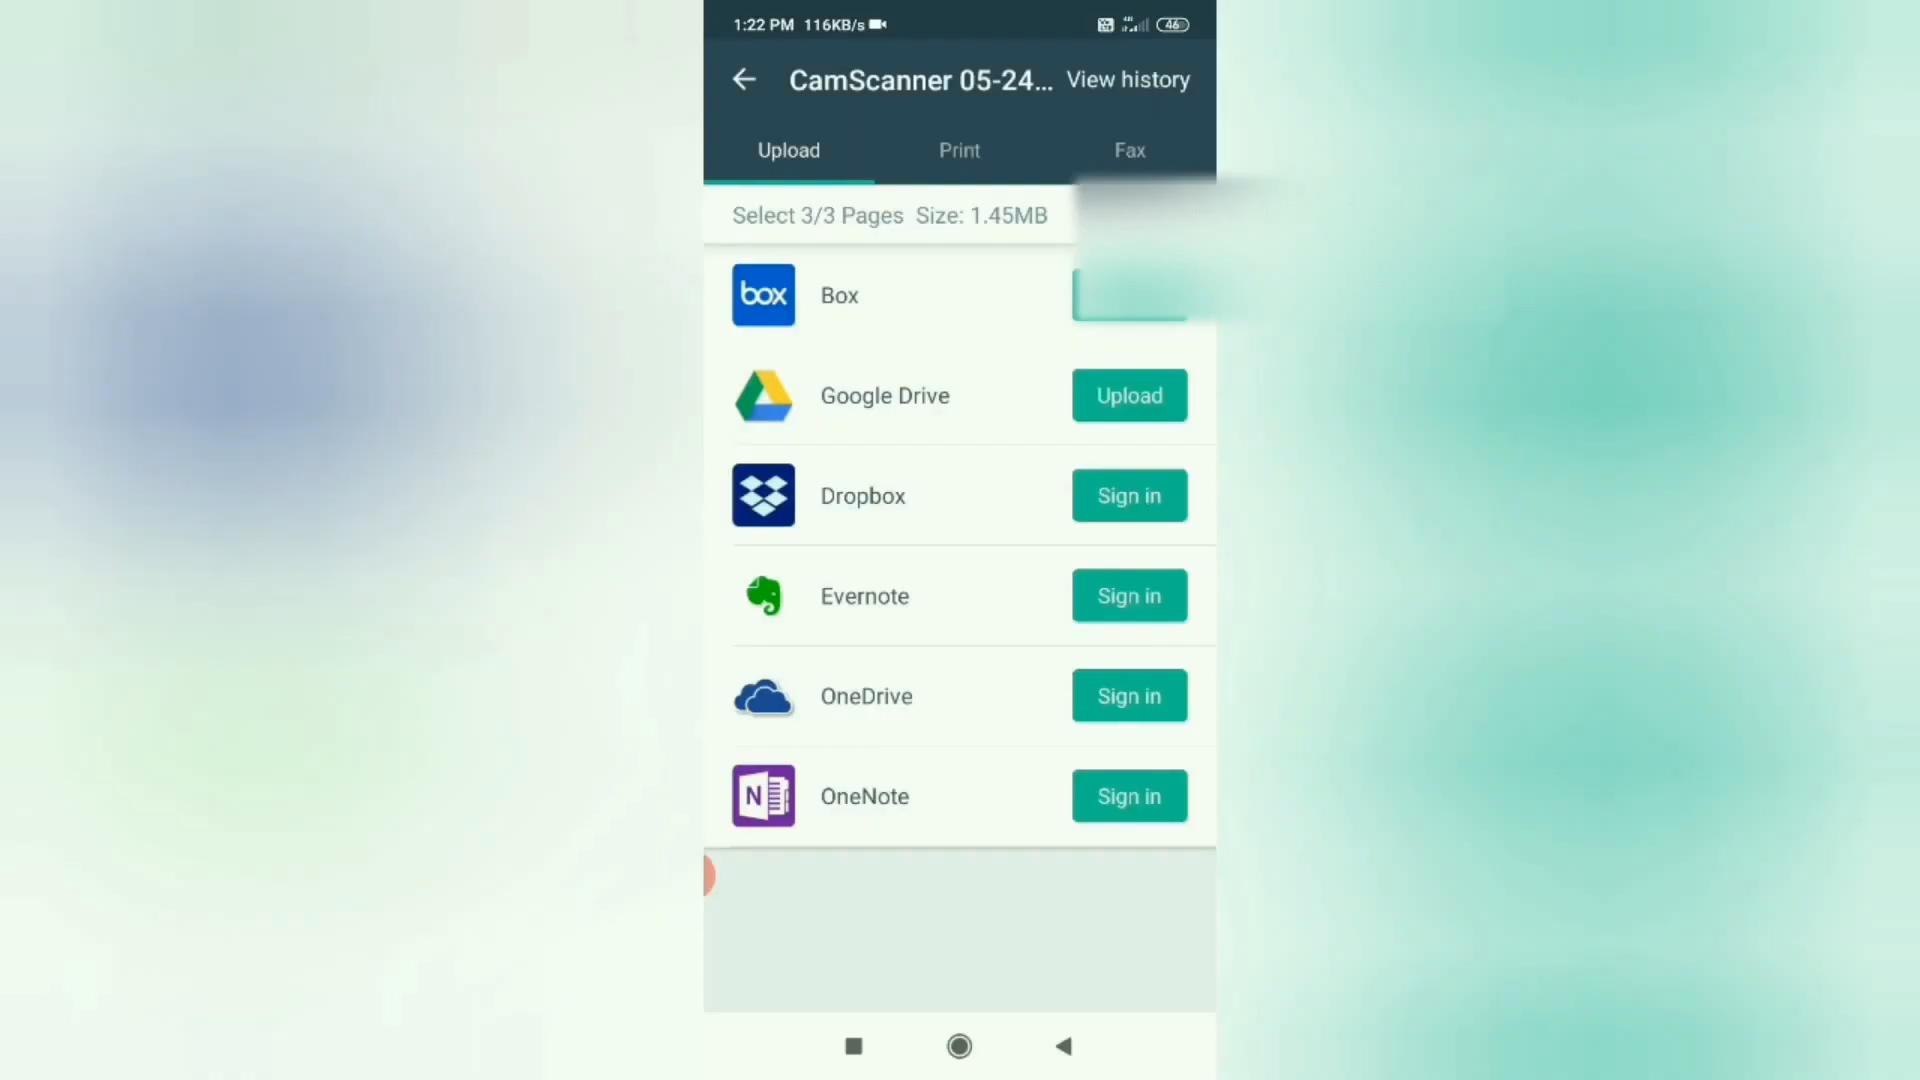 1:22 PM 116KB/s 46
CamScanner 05-24... View history
Upload Print Fax
Select 3/3 Pages Size: 1.45MB
box Box
Google Drive Upload
Dropbox Sign in
Evernote Sign in
OneDrive Sign in
N OneNote Sign in